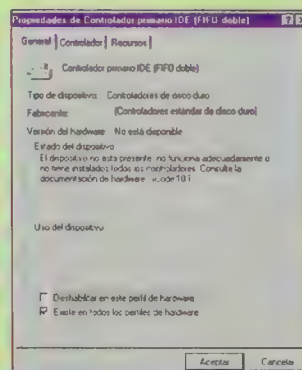 Propiedades de Controlador primario IDE (FIFO doble)
General Controlador Recursos
Controlador primario IDE (FIFO doble)
Tipo de dispositivo: Controladores de disco duro
Fabricante: (Controladores estándar de disco duro)
Versión del hardware: No está disponible
Estado del dispositivo
El dispositivo no está presente, no funciona adecuadamente o
no tiene instalados todos los controladores. Consulte la
documentación de hardware.
Uso del dispositivo
Deshabilitar en este perfil de hardware
Existe en todos los perfiles de hardware
Aceptar Cancelar